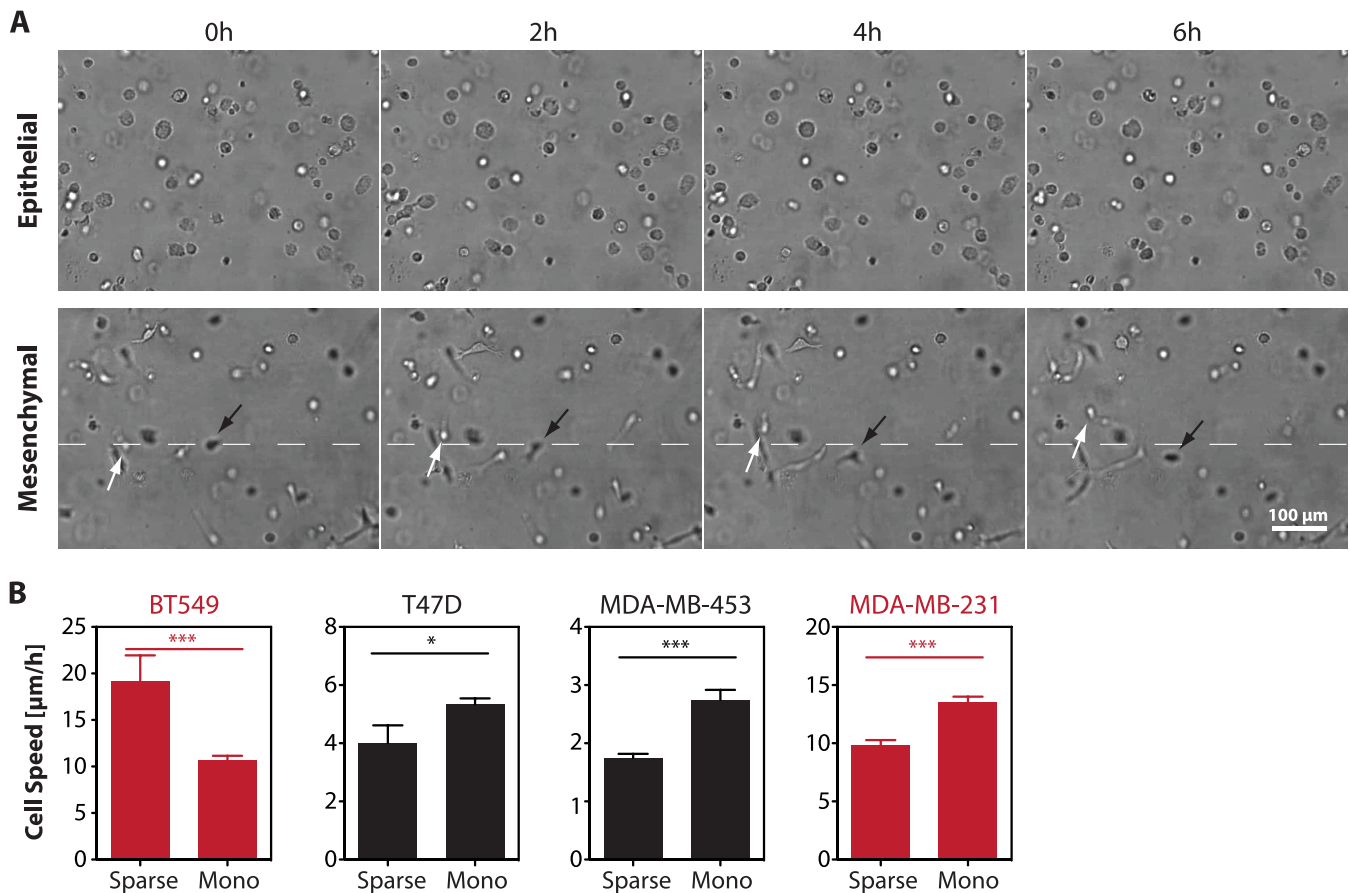 A
0h 2h 4h 6h
Epithelial
Mesenchymal
100 µm
B
BT549 T47D MDA-MB-453 MDA-MB-231
Cell Speed [µm/h]
25 8 4 20
*** * *** ***
20 6 3 15
15
4 2 10
10
2 1 5
5
0 0 0 0
Sparse Mono Sparse Mono Sparse Mono Sparse Mono